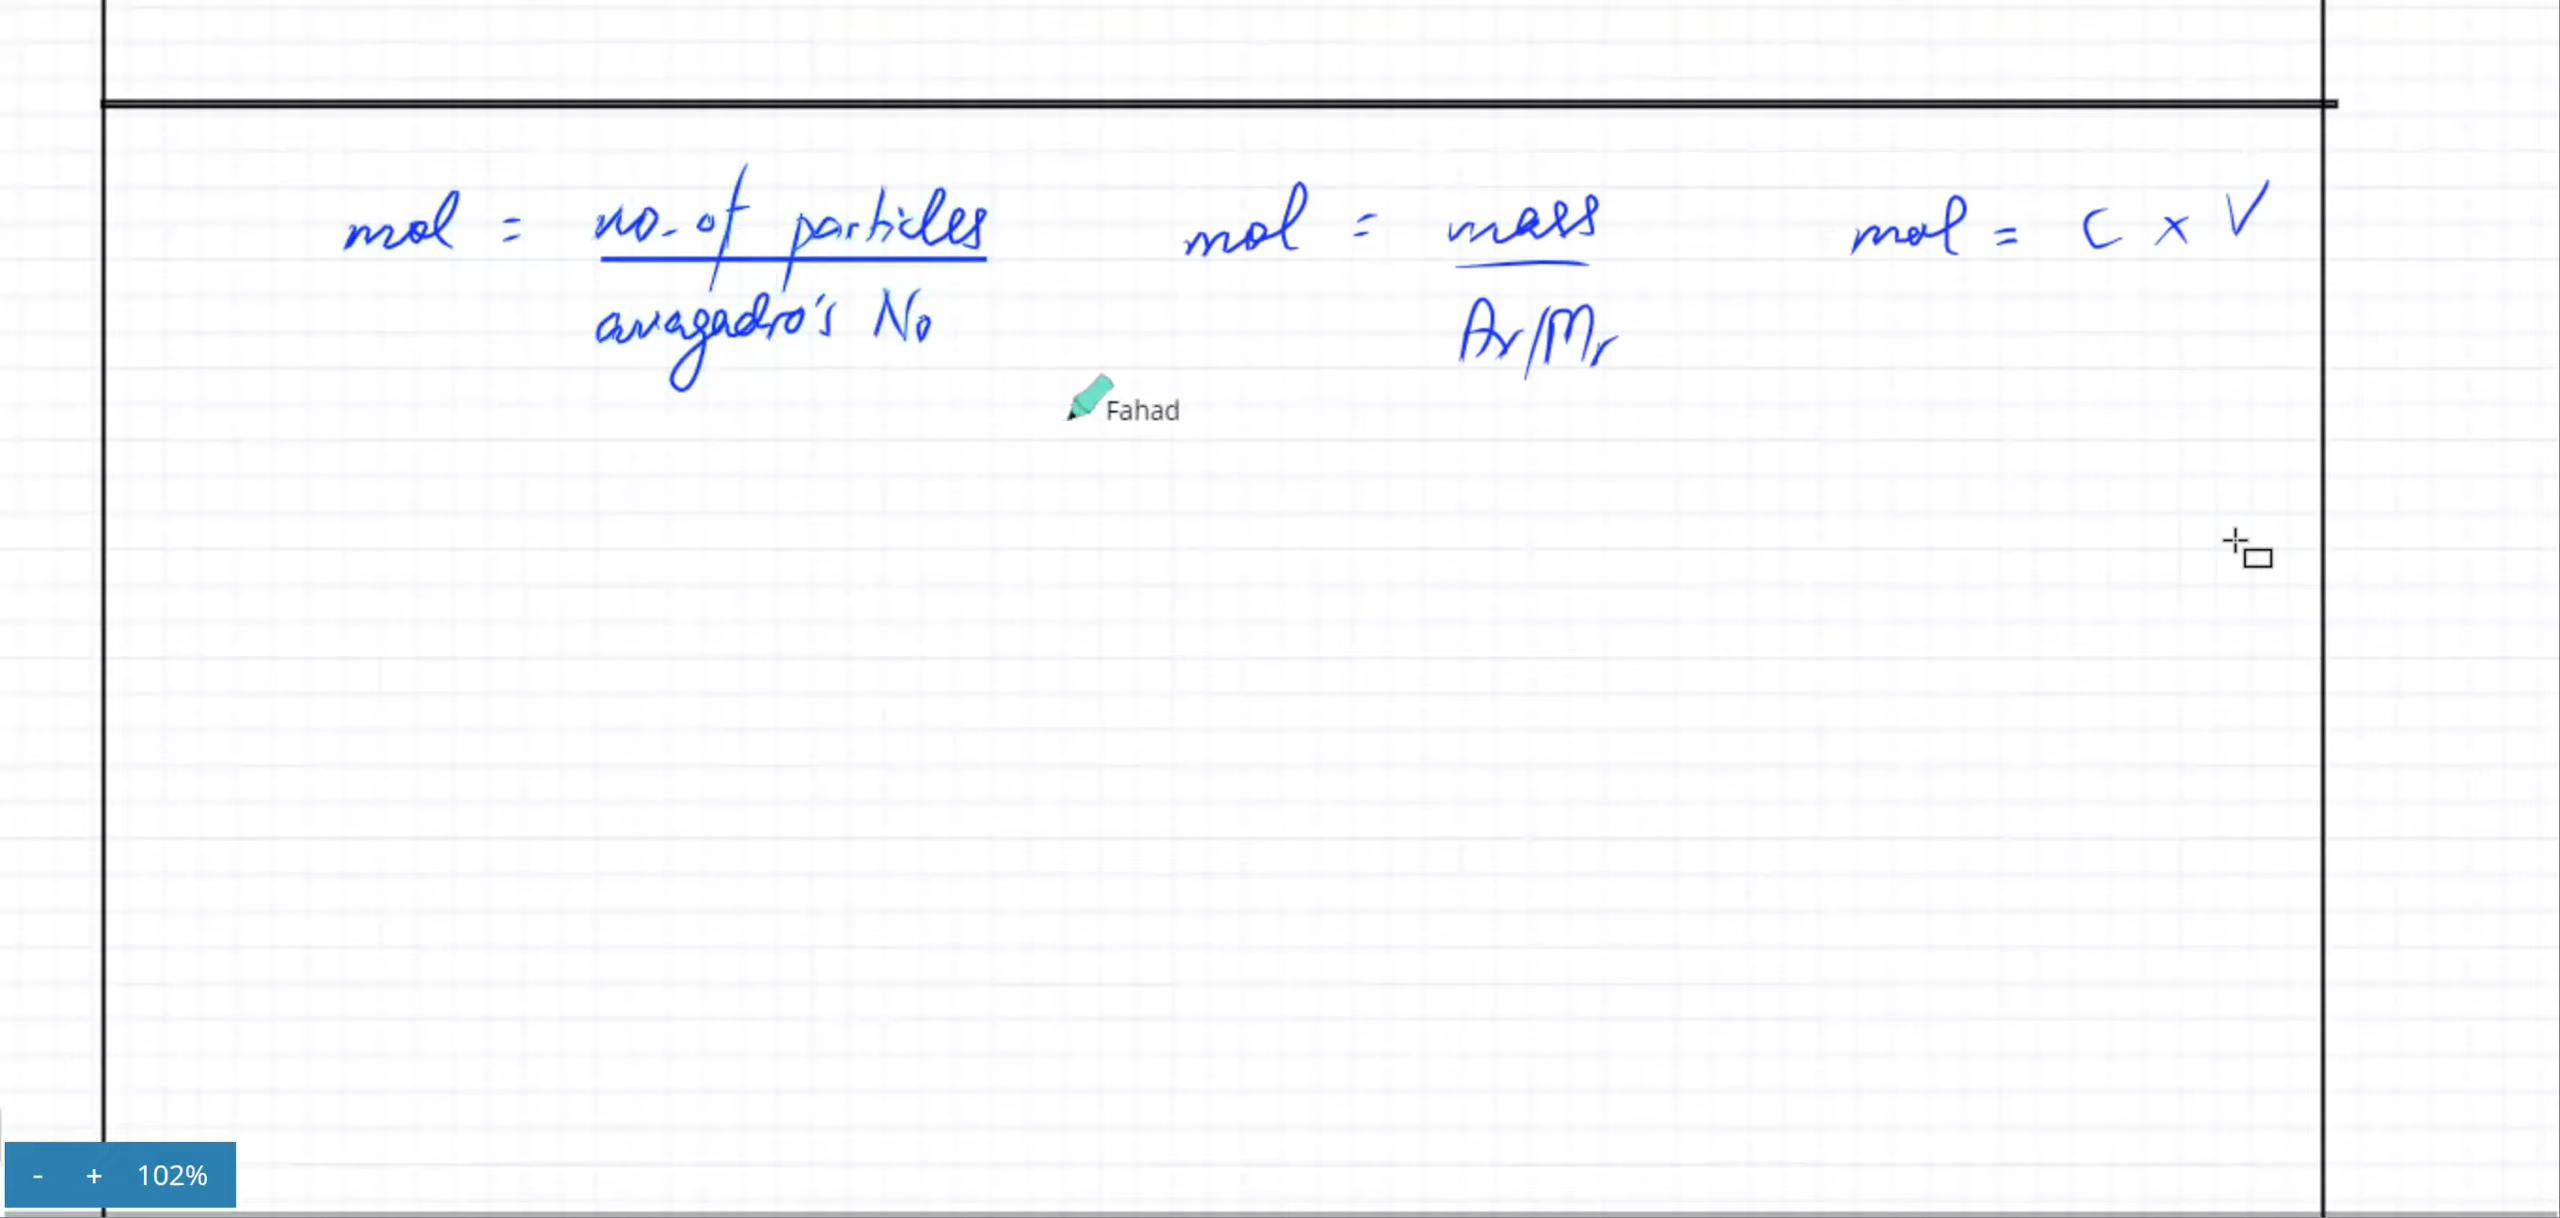 mol = no. of particles mol = mass mol = C x V
avagadro's No Ar/Mr
Fahad
- + 102%